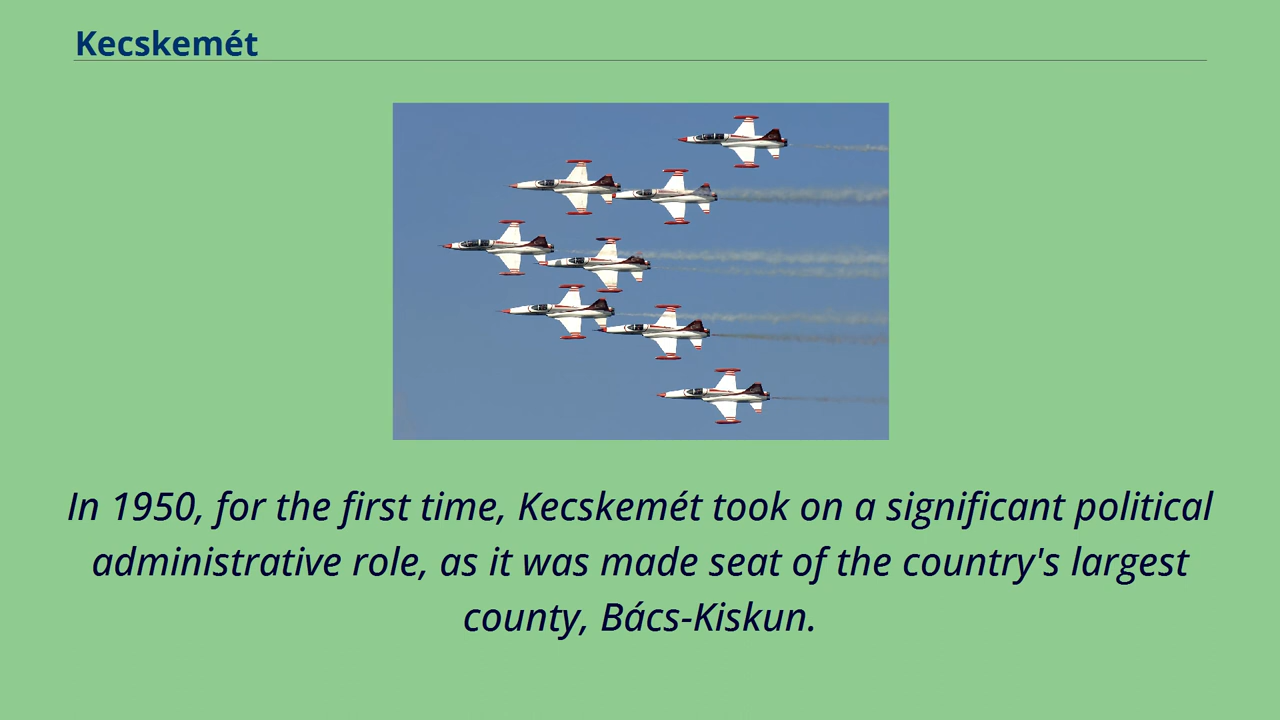 Kecskemét
In 1950, for the first time, Kecskemét took on a significant political
administrative role, as it was made seat of the country's largest
county, Bács-Kiskun.